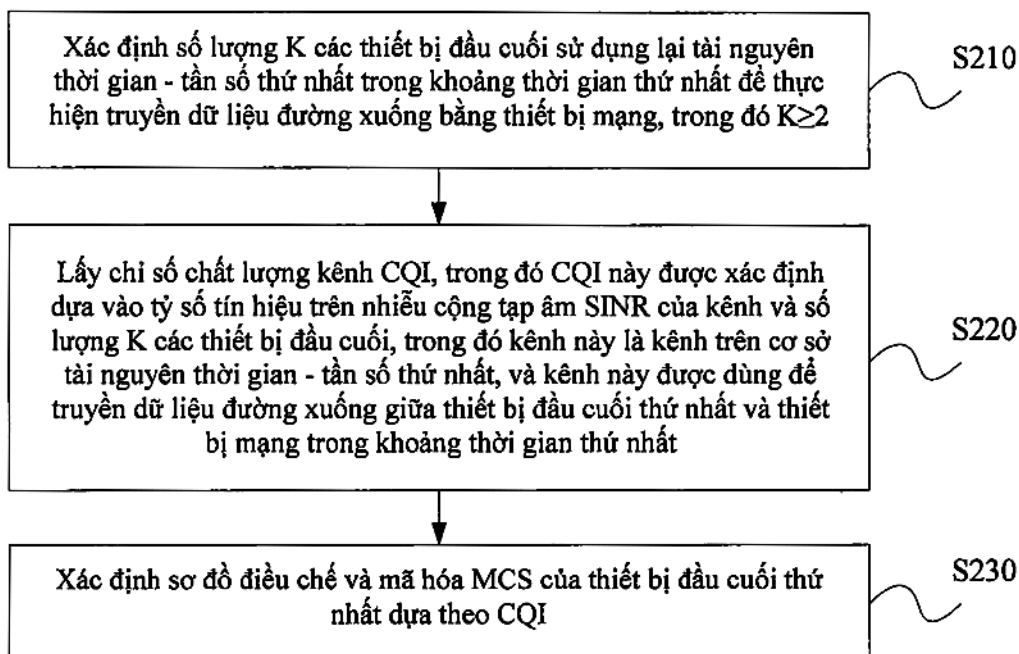 Xác định số lượng K các thiết bị đầu cuối sử dụng lại tài nguyên
thời gian - tần số thứ nhất trong khoảng thời gian thứ nhất để thực
hiện truyền dữ liệu đường xuống bằng thiết bị mạng, trong đó K≥2
S210
Lấy chỉ số chất lượng kênh CQI, trong đó CQI này được xác định
dựa vào tỷ số tín hiệu trên nhiễu cộng tạp âm SINR của kênh và số
lượng K các thiết bị đầu cuối, trong đó kênh này là kênh trên cơ sở
tài nguyên thời gian - tần số thứ nhất, và kênh này được dùng để
truyền dữ liệu đường xuống giữa thiết bị đầu cuối thứ nhất và thiết
bị mạng trong khoảng thời gian thứ nhất
S220
Xác định sơ đồ điều chế và mã hóa MCS của thiết bị đầu cuối thứ
nhất dựa theo CQI
S230